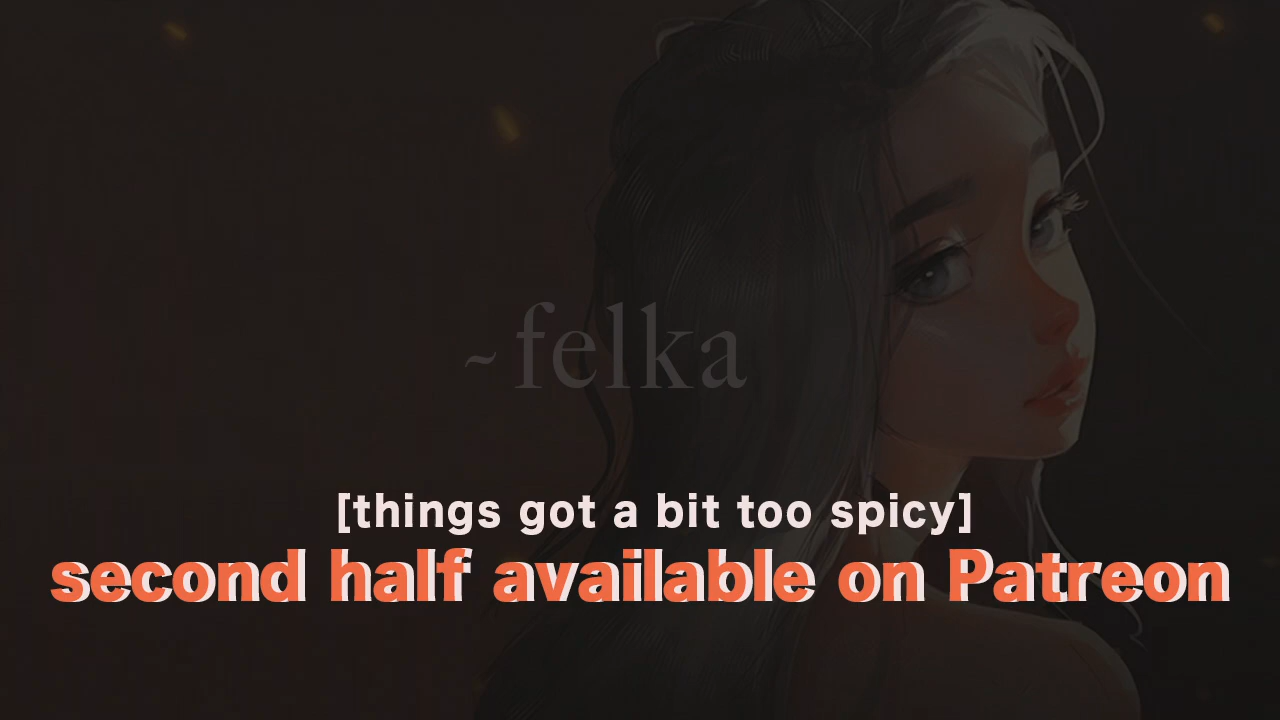 ~felka
[things got a bit too spicy]
second half available on Patreon